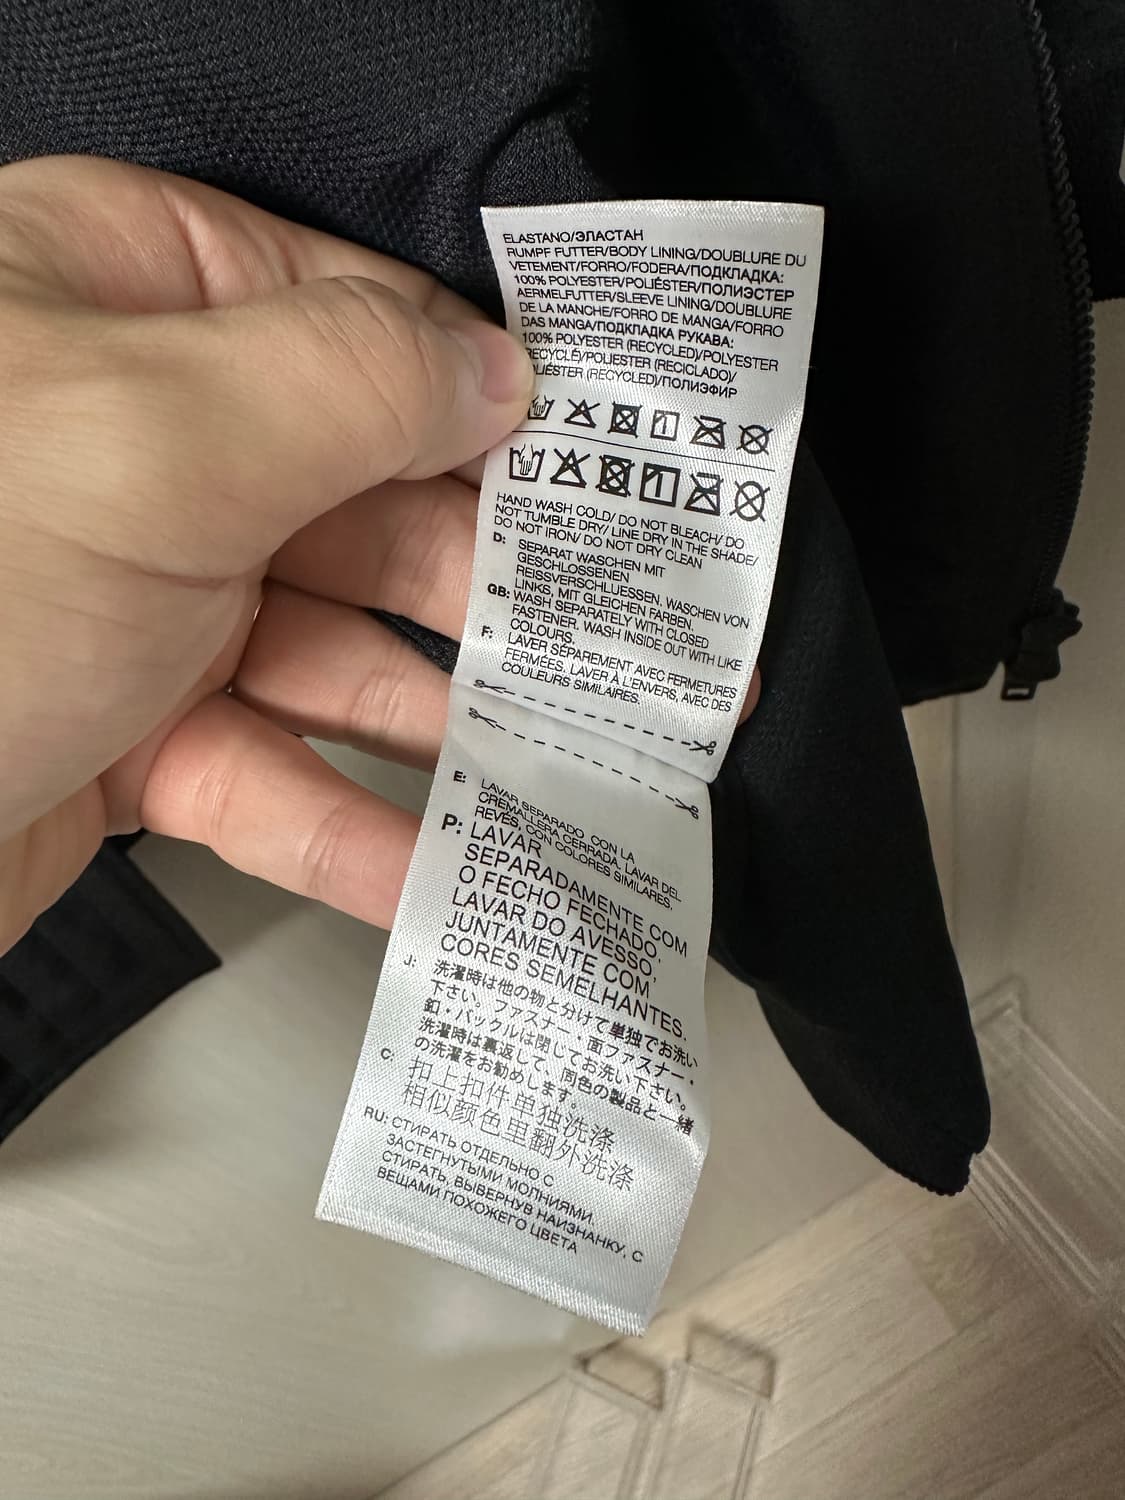 ELASTANO/ЭЛАСТАН
RUMPF FUTTER/BODY LINING/DOUBLURE DU
VETEMENT/FORRO/FODERA/ПОДКЛАДКА:
100% POLYESTER/POLIÉSTER/ПОЛИЭСТЕР
AERMELFUTTER/SLEEVE LINING/DOUBLURE
DE LA MANCHE/FORRO DE MANGA/FORRO
DAS MANGA/ПОДКЛАДКА РУКАВА:
100% POLYESTER (RECYCLED)/POLYESTER
RECYCLÉ)/POLIESTER (RECICLADO)/
OLIÉSTER (RECYCLED)/ПОЛИЭФИР
HAND WASH COLD/ DO NOT BLEACH/ DO
NOT TUMBLE DRY/ LINE DRY IN THE SHADE/
DO NOT IRON/ DO NOT DRY CLEAN
D: SEPARAT WASCHEN MIT
GESCHLOSSENEN
REISSVERSCHLUESSEN, WASCHEN VON
LINKS, MIT GLEICHEN FARBEN.
GB: WASH SEPARATELY WITH CLOSED
FASTENER. WASH INSIDE OUT WITH LIKE
COLOURS.
F: LAVER SÉPAREMENT AVEC FERMETURES
FERMÉES. LAVER À L'ENVERS, AVEC DES
COULEURS SIMILAIRES.
E: LAVAR SEPARADO CON LA
CREMALLERA CERRADA. LAVAR DEL
REVÉS, CON COLORES SIMILARES.
P: LAVAR
SEPARADAMENTE COM
O FECHO FECHADO.
LAVAR DO AVESSO,
JUNTAMENTE COM
CORES SEMELHANTES.
J: 洗濯時は他の物と分けて単独でお洗い
下さい。ファスナー・面ファスナー・
釦・バックルは閉じてお洗い下さい。
洗濯時は裏返して、同色の製品と一緒
の洗濯をお勧めします。
C: 扣上扣件单独洗涤
相似颜色里翻外洗涤
RU: СТИРАТЬ ОТДЕЛЬНО С
ЗАСТЕГНУТЫМИ МОЛНИЯМИ.
СТИРАТЬ, ВЫВЕРНУВ НАИЗНАНКУ, С
ВЕЩАМИ ПОХОЖЕГО ЦВЕТА